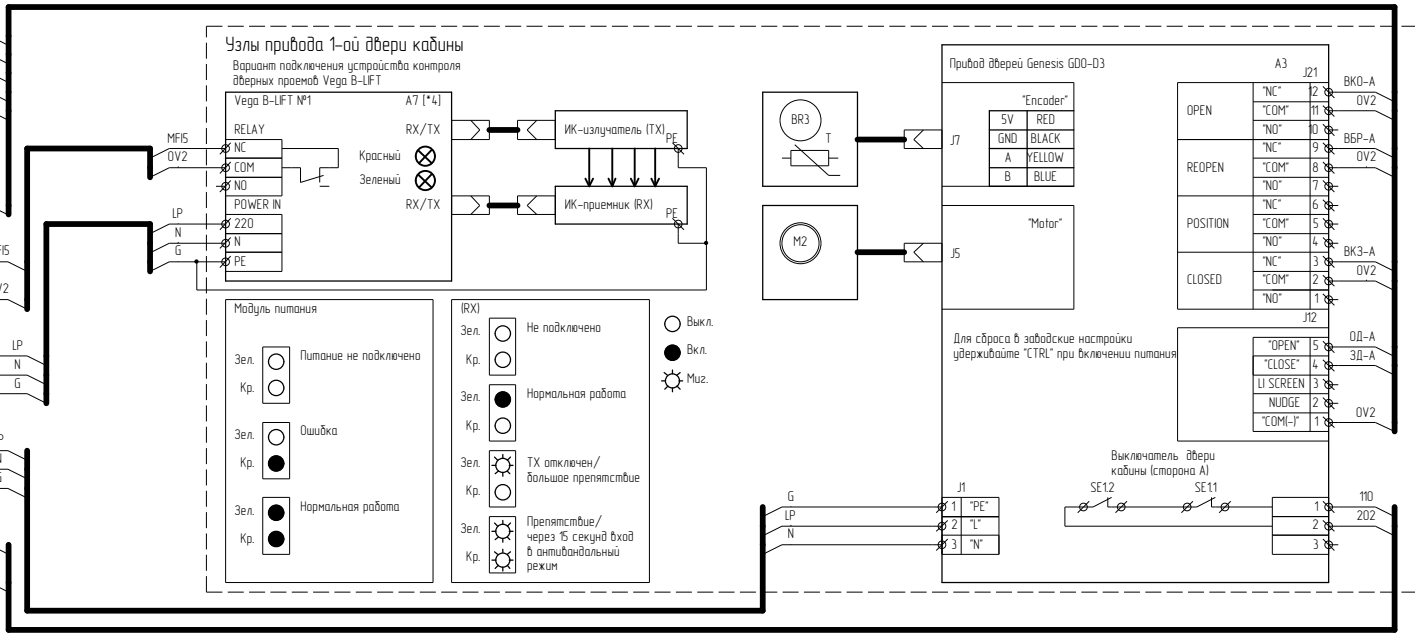 Узлы привода 1-ой двери кабины
Вариант подключения устройства контроля
дверных проемов Vega B-LIFT
Vega B-LIFT №1
A7 [*4]
RELAY
NC
COM
NO
POWER IN
220
N
PE
MFI5
0V2
LP
N
G
RX/TX
Красный
Зеленый
RX/TX
ИК-излучатель (TX)
PE
ИК-приемник (RX)
PE
LP
N
G
Модуль питания
Зел.
Кр.
Питание не подключено
Зел.
Кр.
Ошибка
Зел.
Кр.
Нормальная работа
(RX)
Зел.
Кр.
Не подключено
Зел.
Кр.
Нормальная работа
Зел.
Кр.
TX отключен/
большое препятствие
Зел.
Кр.
Препятствие/
через 15 секунд вход
в антивандальный
режим
Выкл.
Вкл.
Миг.
BR3
T
M2
Привод дверей Genesis GDO-D3
A3
J7
"Encoder"
5V RED
GND BLACK
A YELLOW
B BLUE
J5
"Motor"
J21
OPEN
"NC" 12
"COM" 11
"NO" 10
REOPEN
"NC" 9
"COM" 8
"NO" 7
POSITION
"NC" 6
"COM" 5
"NO" 4
CLOSED
"NC" 3
"COM" 2
"NO" 1
ВКО-А
0V2
ВБР-А
0V2
ВКЗ-А
0V2
Для сброса в заводские настройки
удерживайте "CTRL" при включении питания
J12
"OPEN" 5
"CLOSE" 4
LI SCREEN 3
NUDGE 2
"COM(-)" 1
ОД-А
ЗД-А
0V2
Выключатель двери
кабины (сторона А)
SE1.2
SE1.1
1
2
3
110
202
J1
1 "PE"
2 "L"
3 "N"
G
LP
N